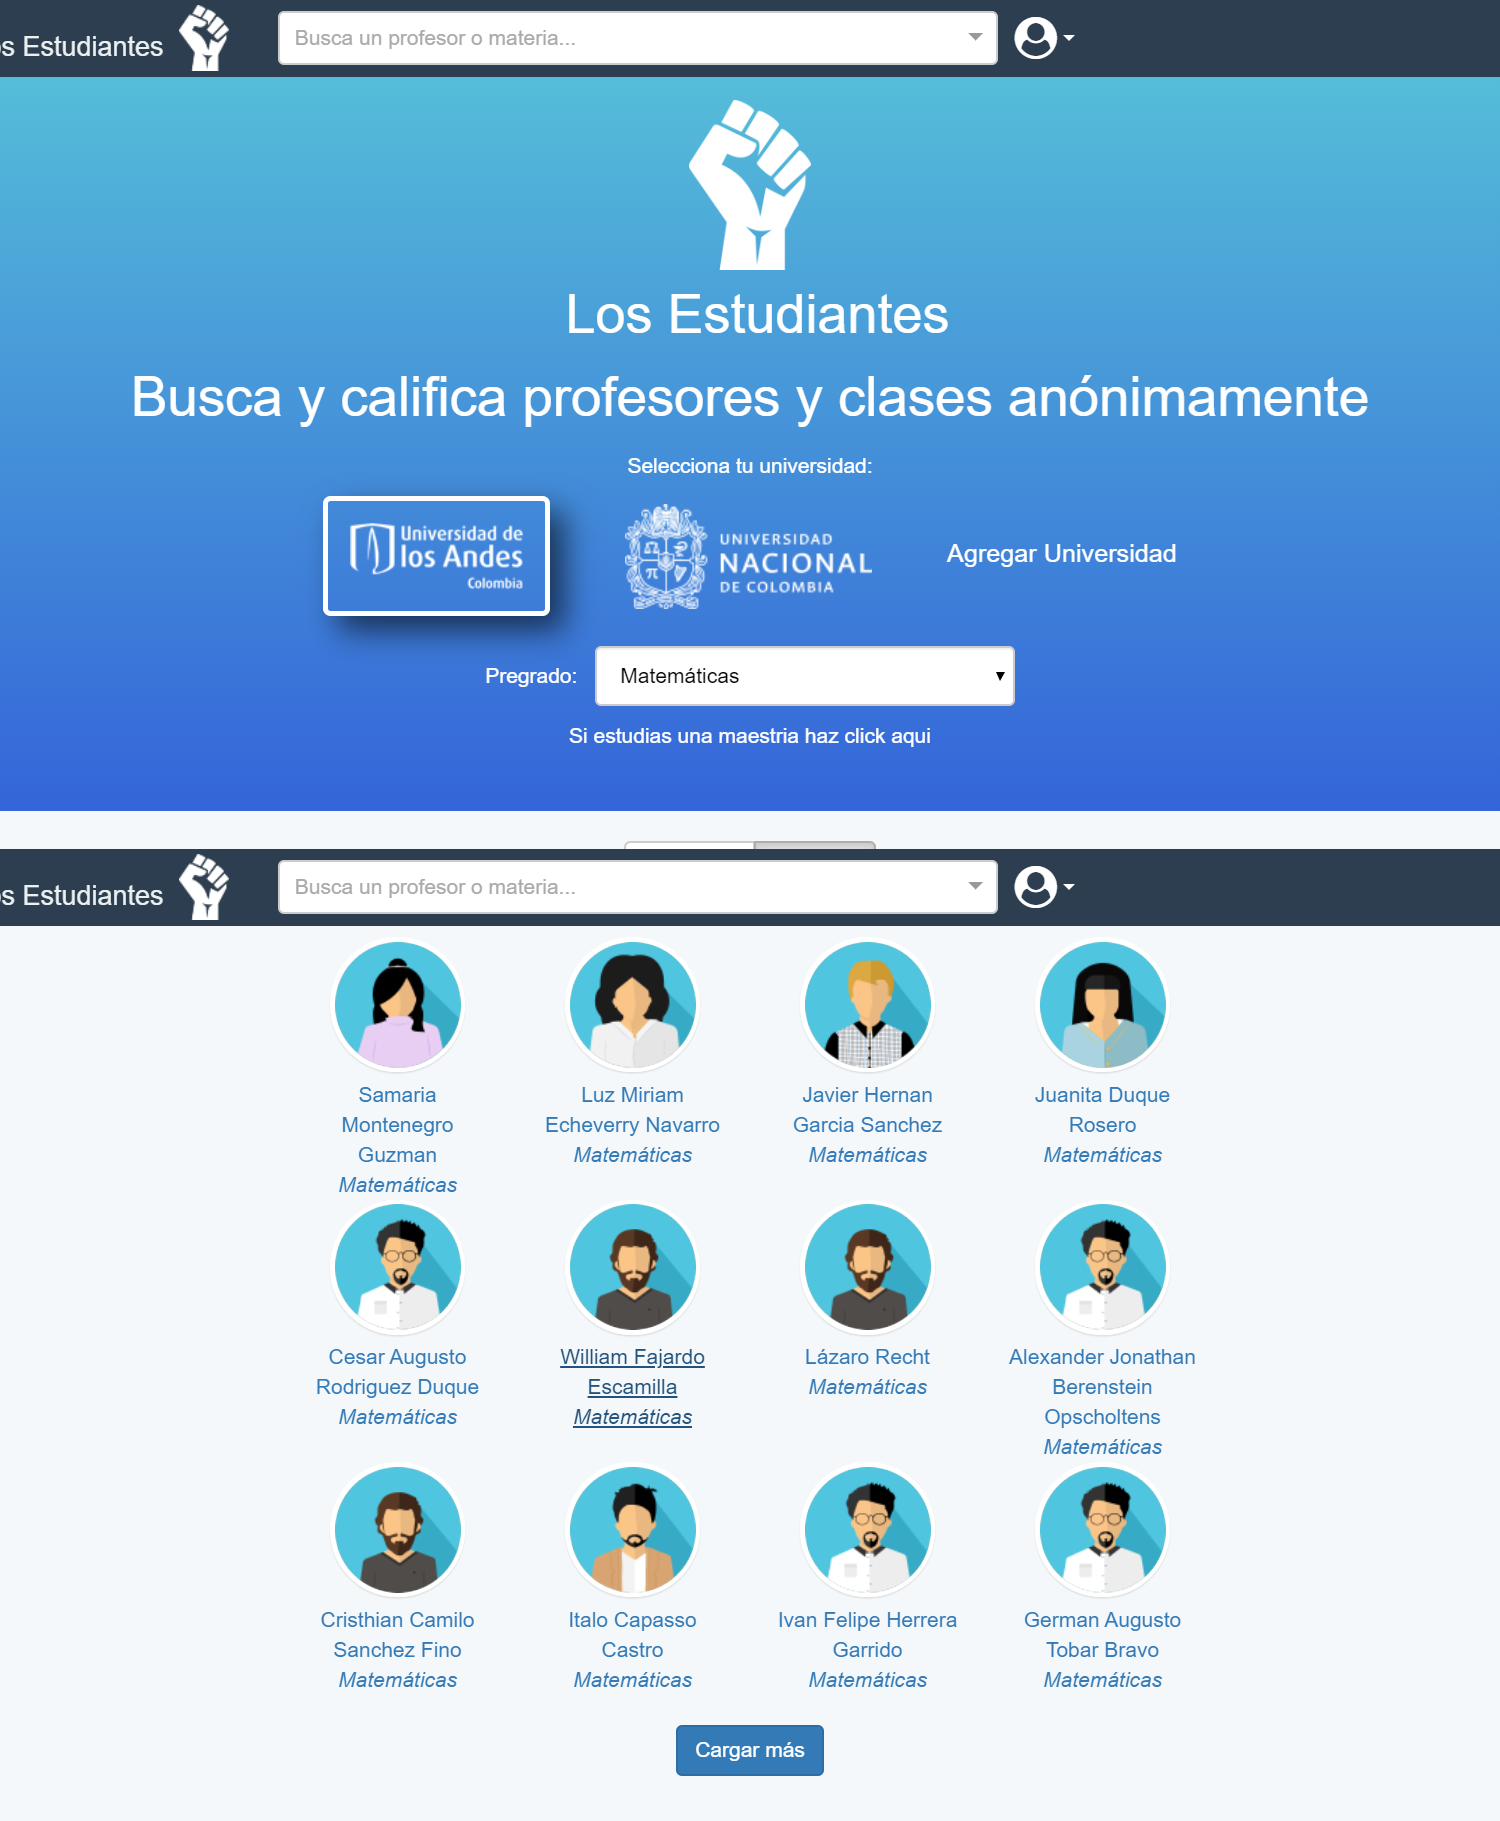 s Estudiantes
Busca un profesor o materia...
Los Estudiantes
Busca y califica profesores y clases anónimamente
Selecciona tu universidad:
Universidad de
los Andes
Colombia
UNIVERSIDAD
NACIONAL
DE COLOMBIA
Agregar Universidad
Pregrado:
Matemáticas
Si estudias una maestria haz click aqui
s Estudiantes
Busca un profesor o materia...
Samaria
Montenegro
Guzman
Matemáticas
Luz Miriam
Echeverry Navarro
Matemáticas
Javier Hernan
Garcia Sanchez
Matemáticas
Juanita Duque
Rosero
Matemáticas
Cesar Augusto
Rodriguez Duque
Matemáticas
William Fajardo
Escamilla
Matemáticas
Lázaro Recht
Matemáticas
Alexander Jonathan
Berenstein
Opscholtens
Matemáticas
Cristhian Camilo
Sanchez Fino
Matemáticas
Italo Capasso
Castro
Matemáticas
Ivan Felipe Herrera
Garrido
Matemáticas
German Augusto
Tobar Bravo
Matemáticas
Cargar más